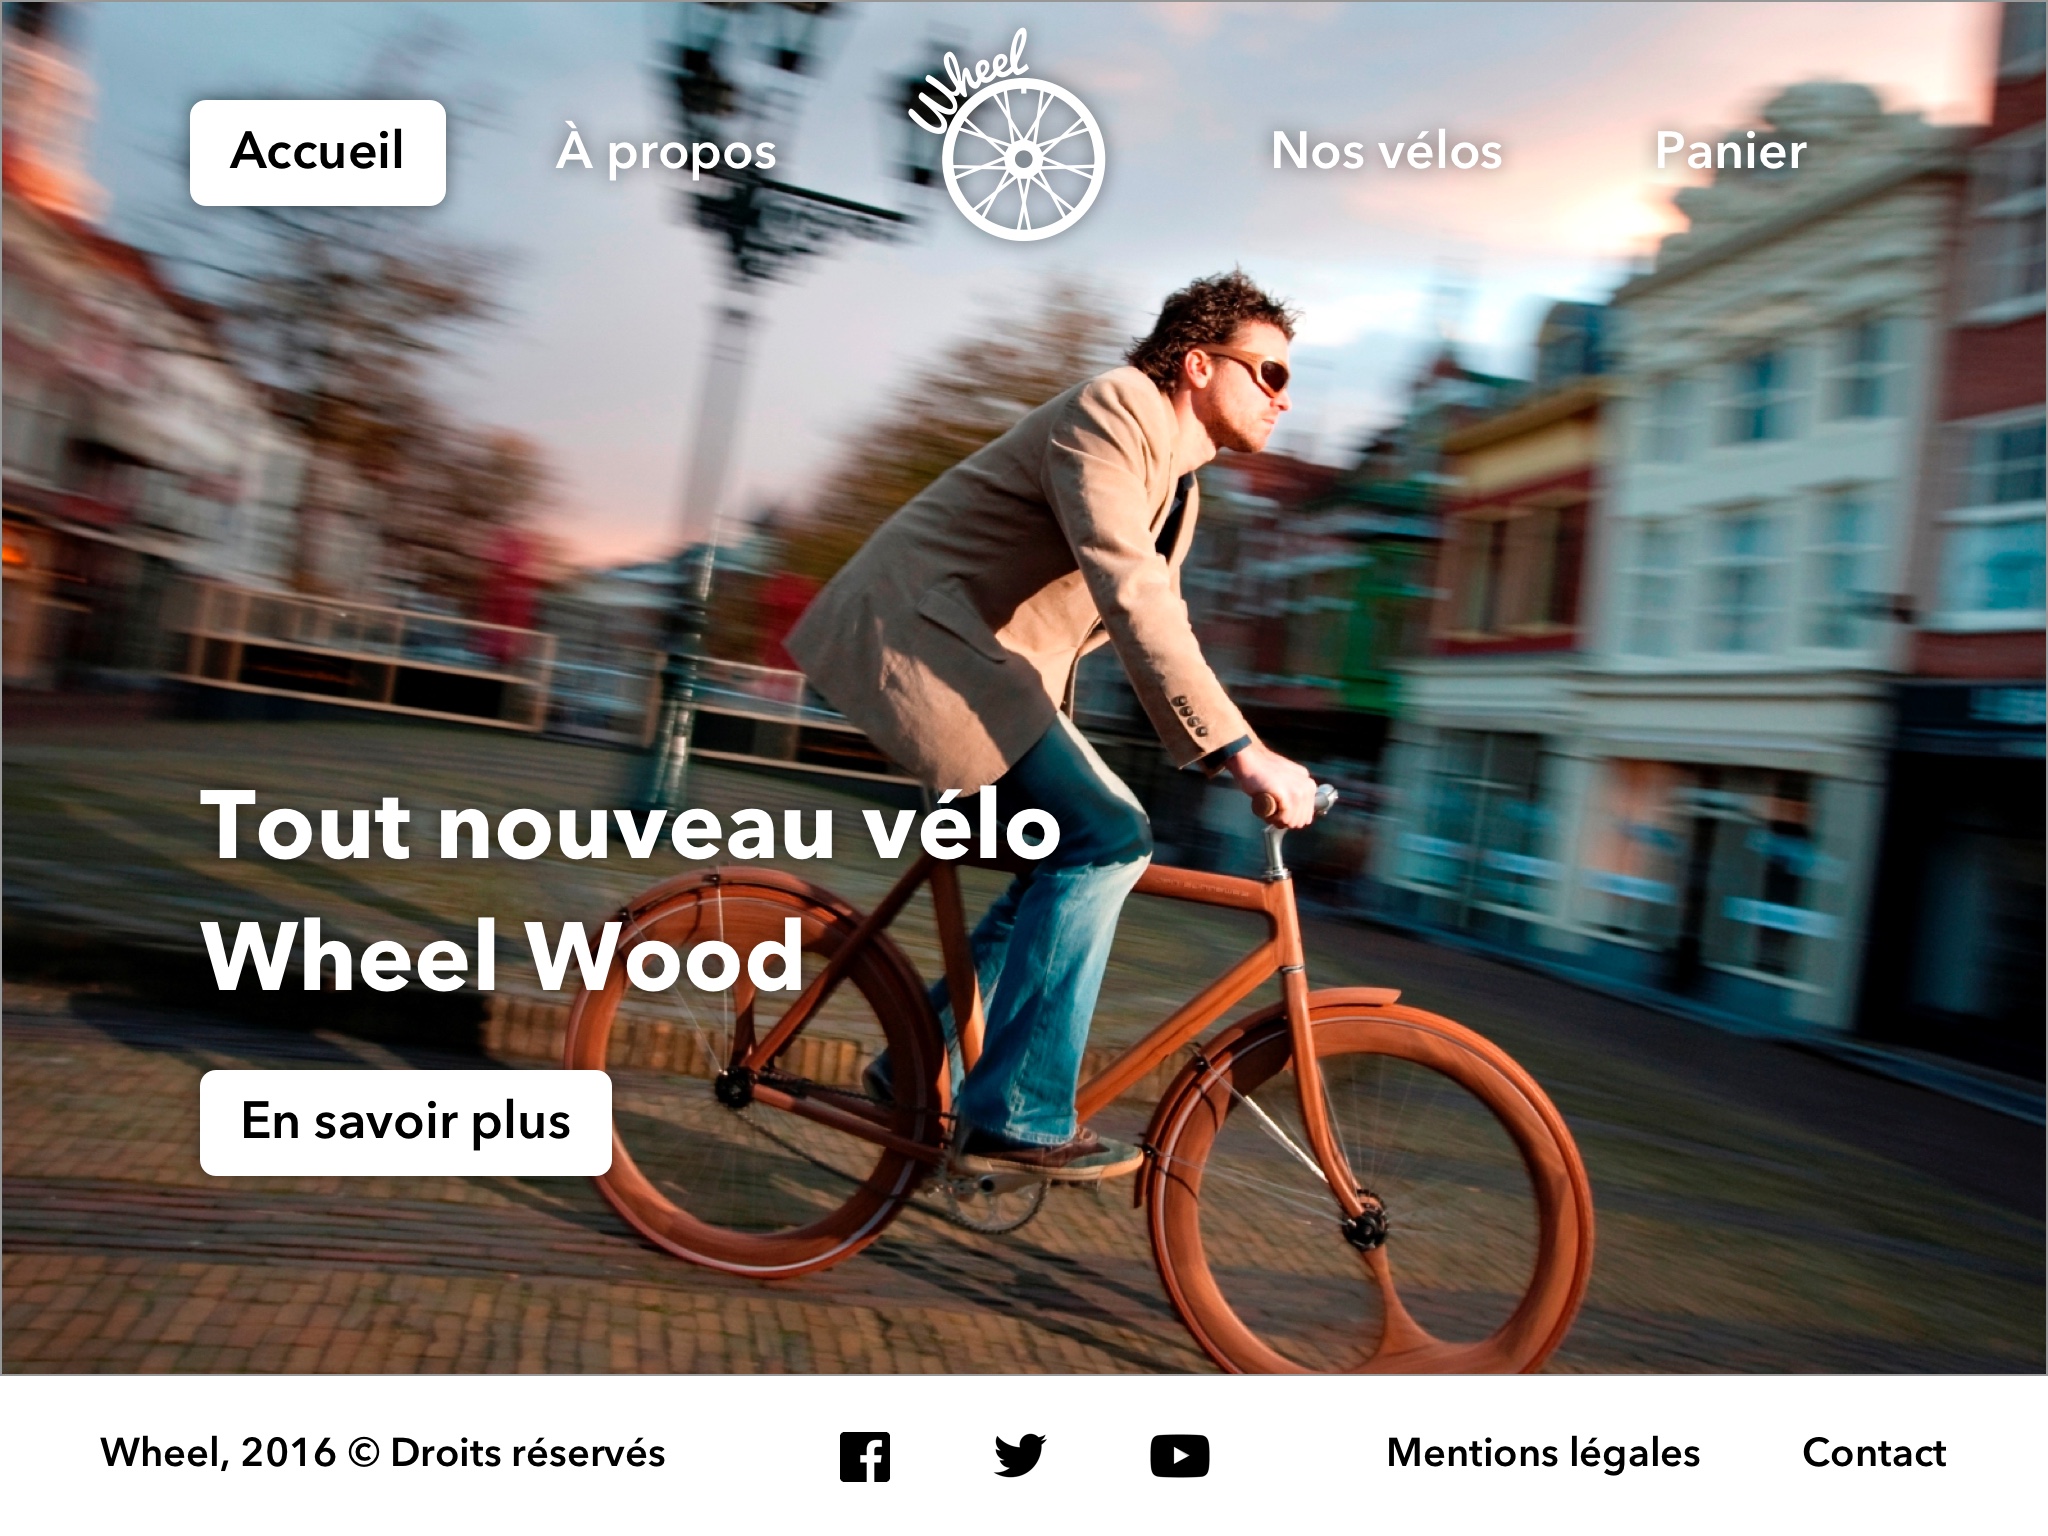 Accueil
À propos
Wheel
Nos vélos
Panier
Tout nouveau vélo
Wheel Wood
En savoir plus
Wheel, 2016 © Droits réservés
Mentions légales
Contact